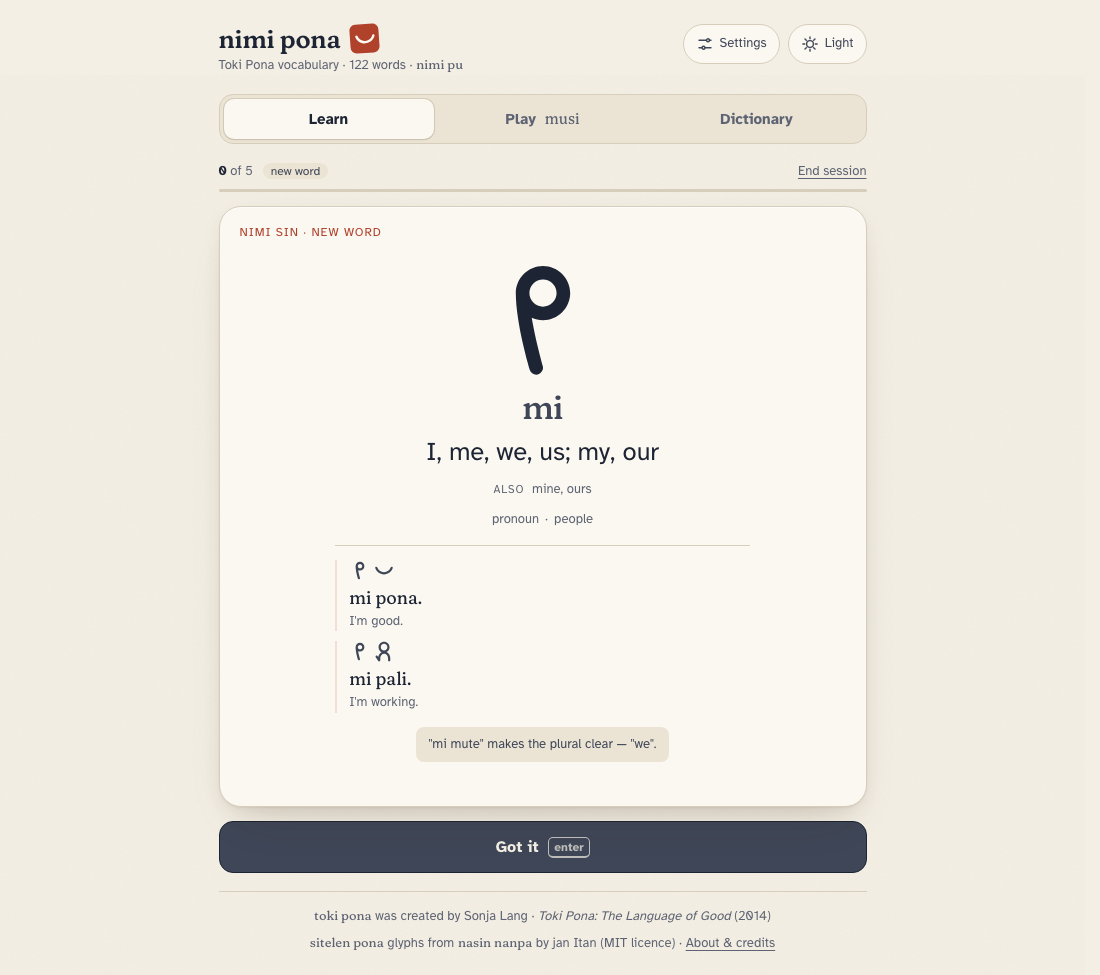 nimi pona
Toki Pona vocabulary · 122 words · nimi pu
Settings
Light
Learn
Play musi
Dictionary
0 of 5 new word
End session
NIMI SIN · NEW WORD
mi
I, me, we, us; my, our
ALSO mine, ours
pronoun · people
mi pona.
I'm good.
mi pali.
I'm working.
"mi mute" makes the plural clear — "we".
Got it enter
toki pona was created by Sonja Lang · Toki Pona: The Language of Good (2014)
sitelen pona glyphs from nasin nanpa by jan Itan (MIT licence) · About & credits